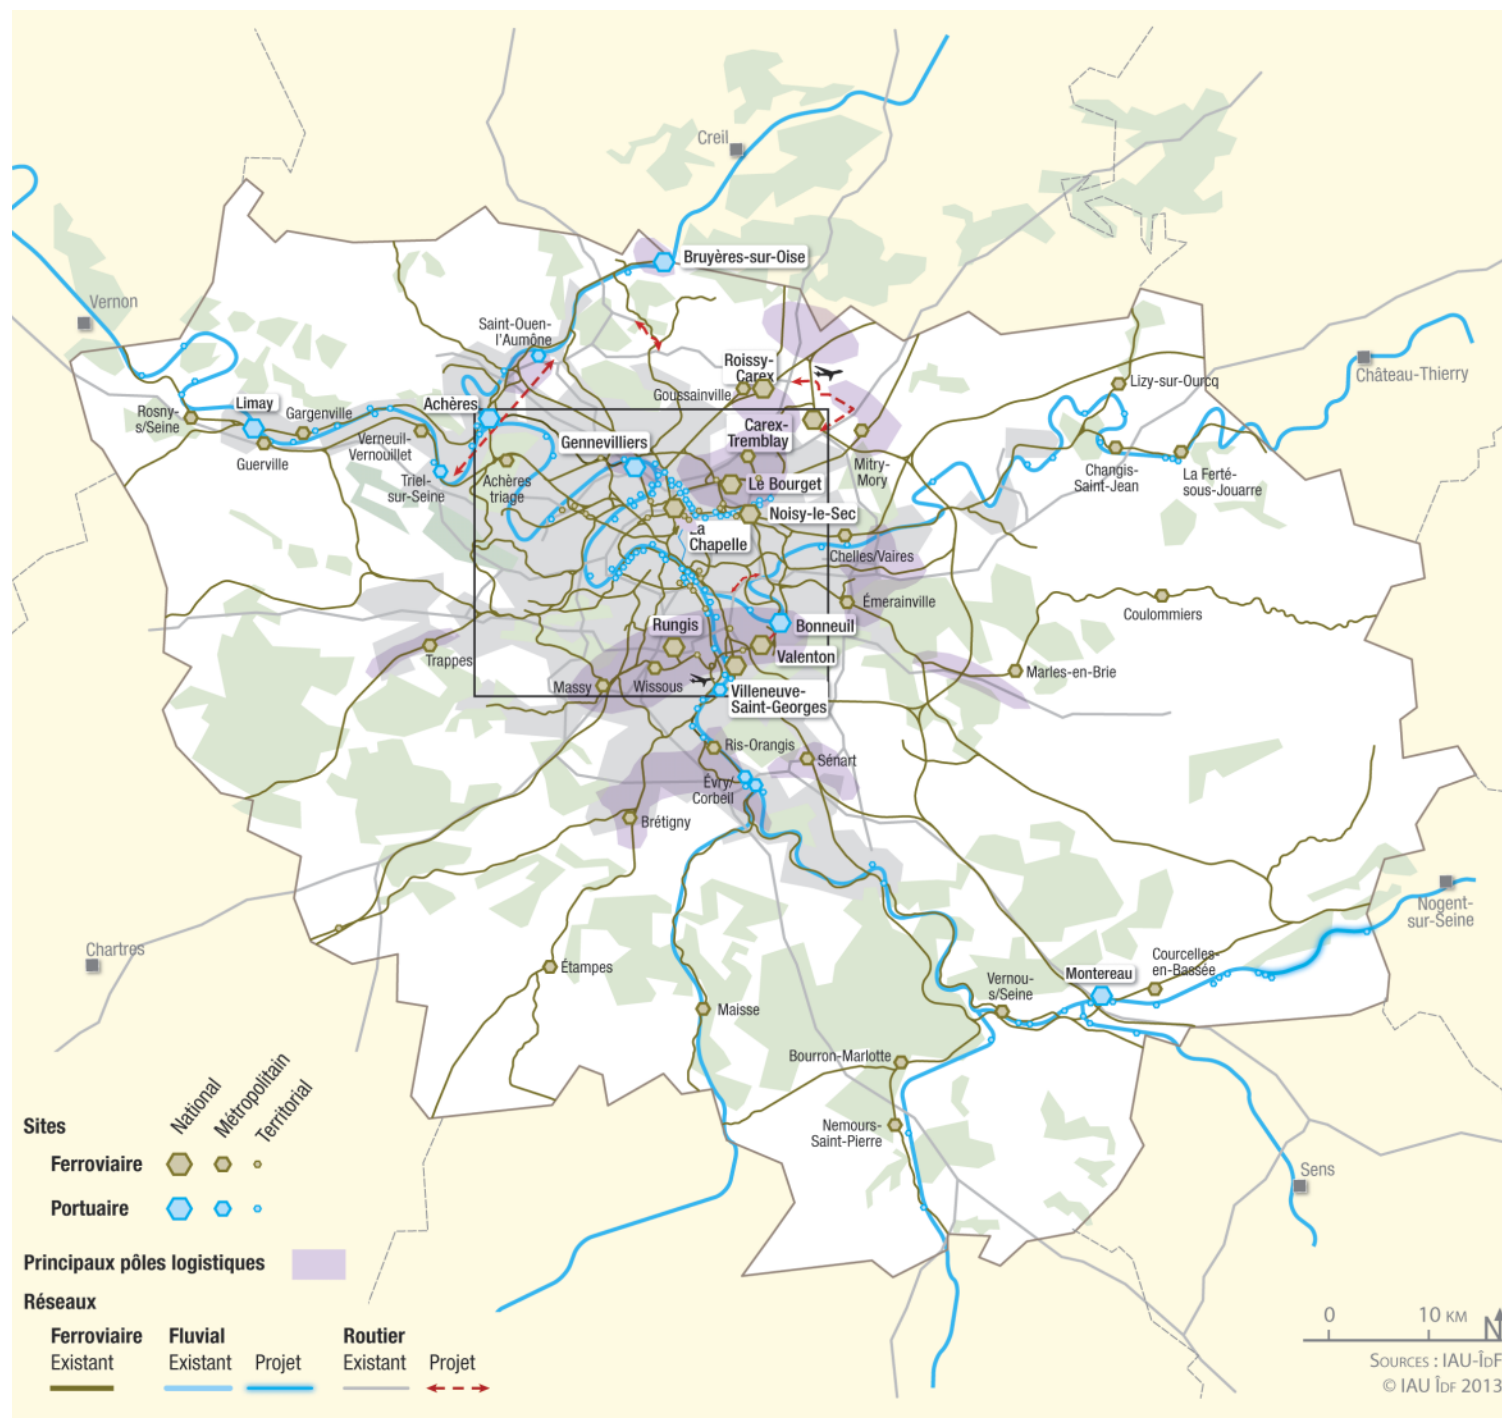 Creil
Bruyères-sur-Oise
Vernon
Saint-Ouen-
l'Aumône
Roissy-
Carex
Goussainville
Château-Thierry
Lizy-sur-Ourcq
Limay
Achères
Rosny-
s/Seine
Gargenville
Guerville
Verneuil-
Vernouillet
Gennevilliers
Carex-
Tremblay
Mitry-
Mory
Triel-
sur-Seine
Achères
triage
Le Bourget
Changis-
Saint-Jean
La Ferté-
sous-Jouarre
Noisy-le-Sec
La
Chapelle
Chelles/Vaires
Émerainville
Coulommiers
Rungis
Bonneuil
Trappes
Valenton
Massy
Wissous
Marles-en-Brie
Villeneuve-
Saint-Georges
Ris-Orangis
Sénart
Évry/
Corbeil
Brétigny
Nogent-
sur-Seine
Chartres
Étampes
Courcelles-
en-Bassée
Montereau
Vernou-
s/Seine
Maisse
Bourron-Marlotte
Nemours-
Saint-Pierre
Sens
Sites
National
Métropolitain
Territorial
Ferroviaire
Portuaire
Principaux pôles logistiques
Réseaux
Ferroviaire
Fluvial
Routier
Existant
Existant
Projet
Existant
Projet
0 10 KM
N
SOURCES : IAU-ÎDF
© IAU ÎDF 2013